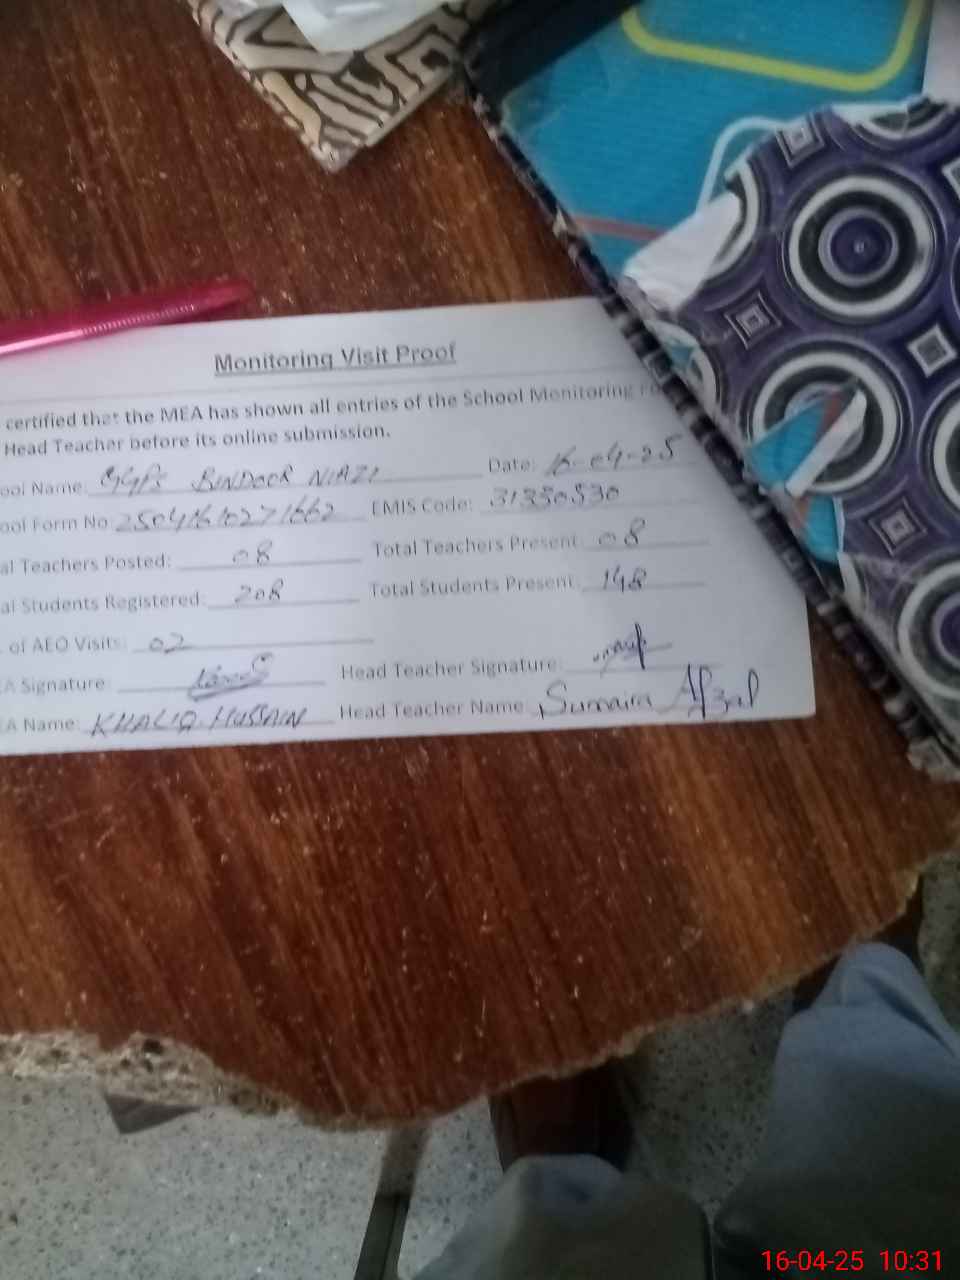 Monitoring Visit Proof
certified that the MEA has shown all entries of the School Monitoring
Head Teacher before its online submission.
ool Name: GGPS BINDOOR NIAZI Date: 16-04-25
ool Form No: EMIS Code: 31350530
al Teachers Posted: 08 Total Teachers Present: 08
al Students Registered: 208 Total Students Present: 148
. of AEO Visits: 02
EA Signature: Head Teacher Signature:
EA Name: KHALIQ HUSSAIN Head Teacher Name: Sumaira Afzal
16-04-25 10:31